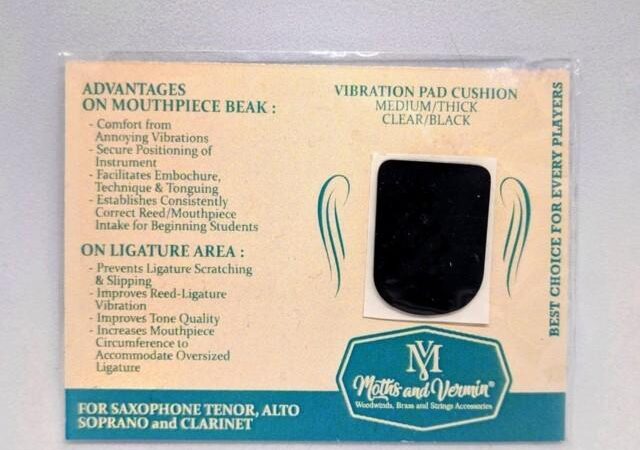 ADVANTAGES
ON MOUTHPIECE BEAK :
- Comfort from
Annoying Vibrations
- Secure Positioning of
Instrument
- Facilitates Embochure,
Technique & Tonguing
- Establishes Consistently
Correct Reed/Mouthpiece
Intake for Beginning Students
ON LIGATURE AREA :
- Prevents Ligature Scratching
& Slipping
- Improves Reed-Ligature
Vibration
- Improves Tone Quality
- Increases Mouthpiece
Circumference to
Accommodate Oversized
Ligature
FOR SAXOPHONE TENOR, ALTO
SOPRANO and CLARINET
VIBRATION PAD CUSHION
MEDIUM/THICK
CLEAR/BLACK
BEST CHOICE FOR EVERY PLAYERS
MV
Moths and Vermin®
Woodwinds, Brass and Strings Accessories